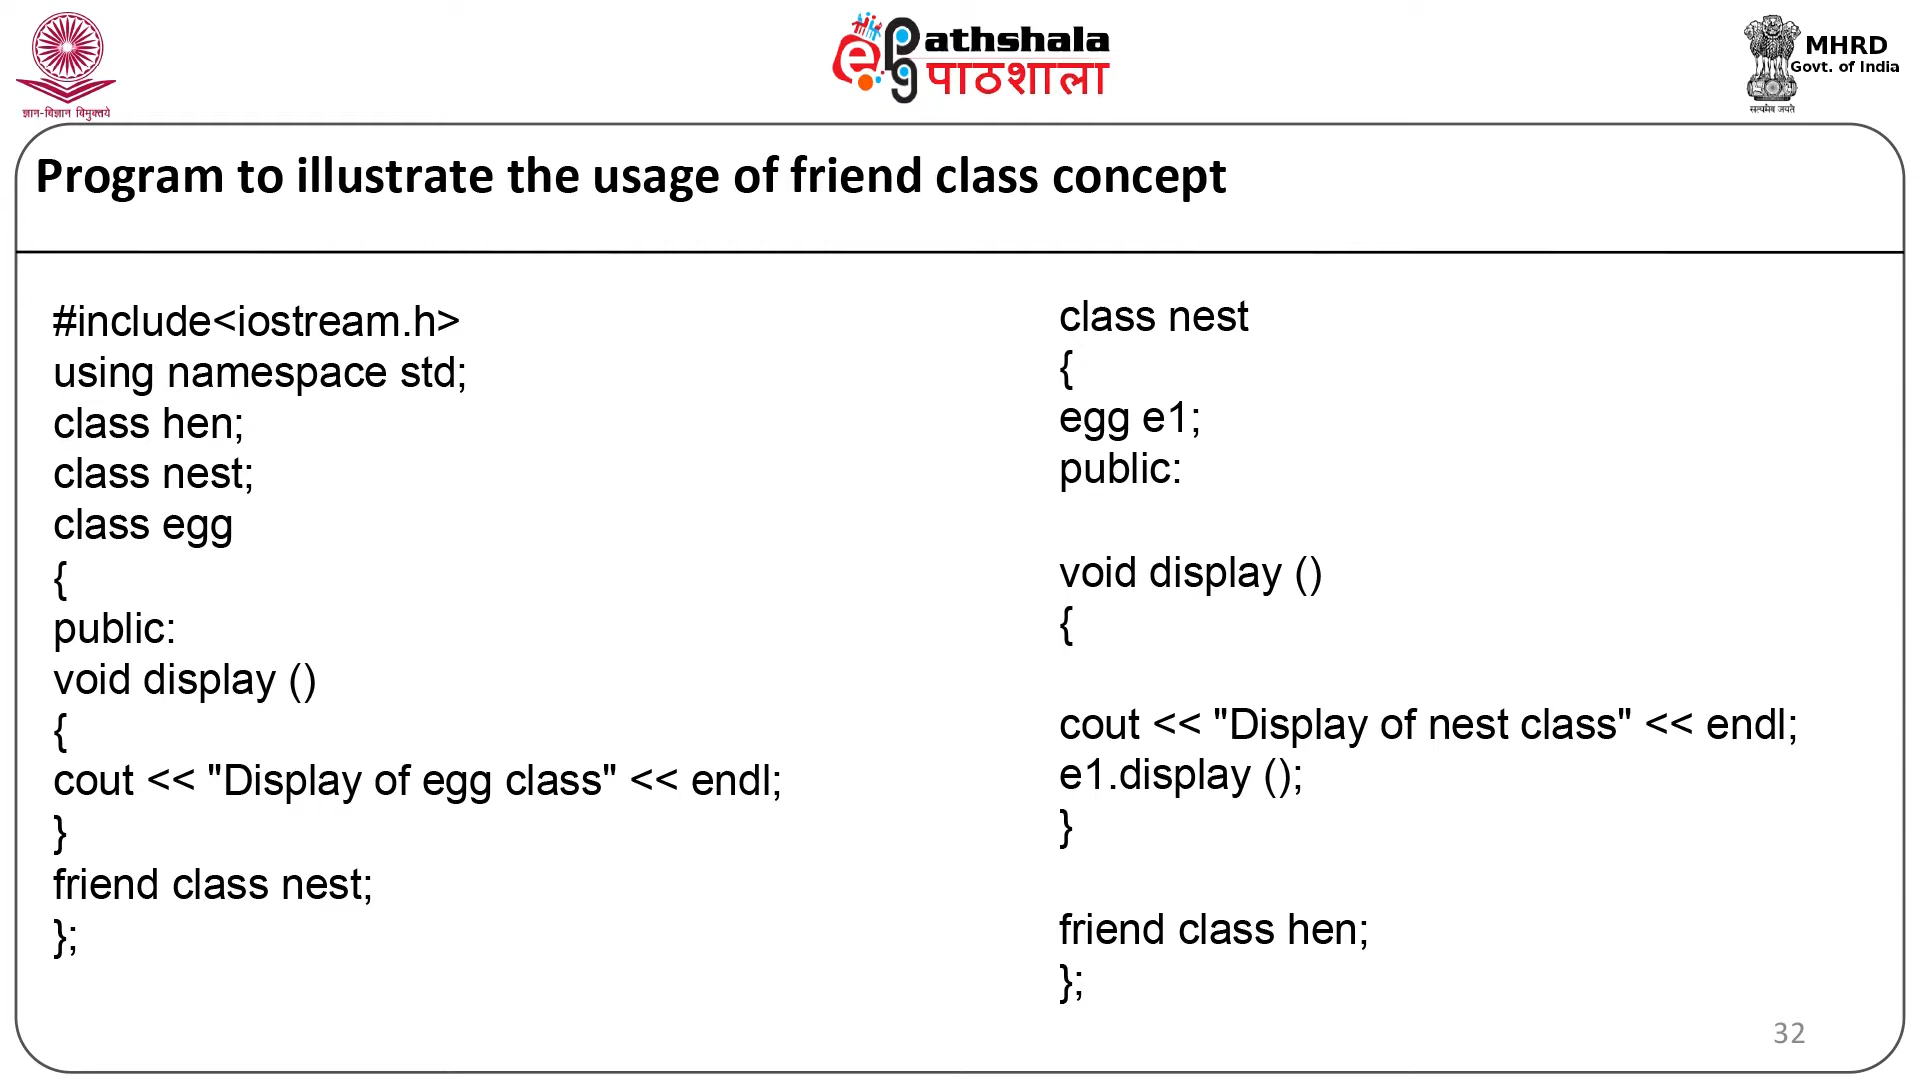 ज्ञान-विज्ञान विमुक्तये
ePG Pathshala
पाठशाला
MHRD
Govt. of India
सत्यमेव जयते
Program to illustrate the usage of friend class concept
#include<iostream.h>
using namespace std;
class hen;
class nest;
class egg
{
public:
void display ()
{
cout << "Display of egg class" << endl;
}
friend class nest;
};
class nest
{
egg e1;
public:
void display ()
{
cout << "Display of nest class" << endl;
e1.display ();
}
friend class hen;
};
32